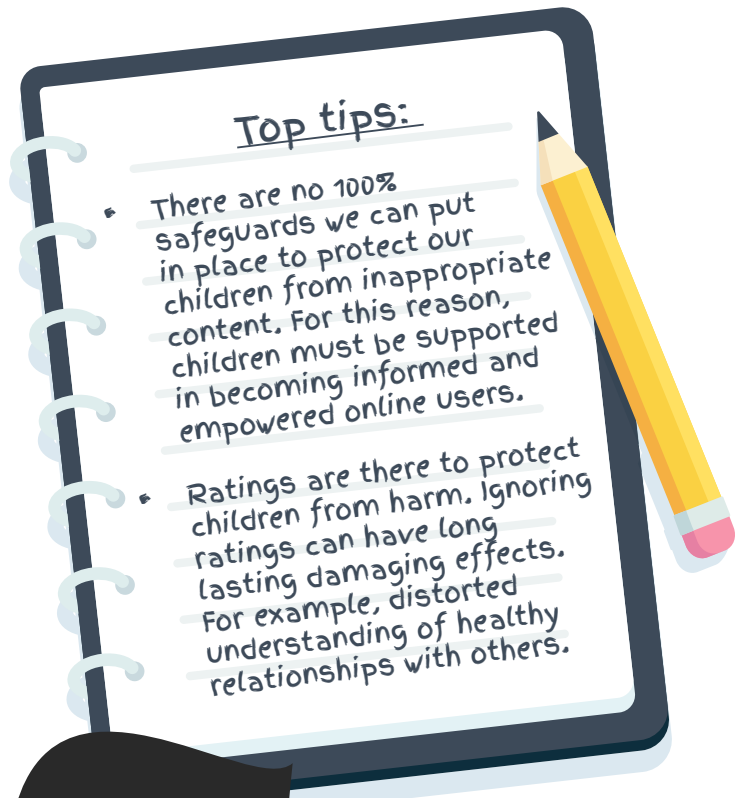 Top tips:
There are no 100%
safeguards we can put
in place to protect our
children from inappropriate
content. For this reason,
children must be supported
in becoming informed and
empowered online users.
Ratings are there to protect
children from harm. Ignoring
ratings can have long
lasting damaging effects.
For example, distorted
understanding of healthy
relationships with others.